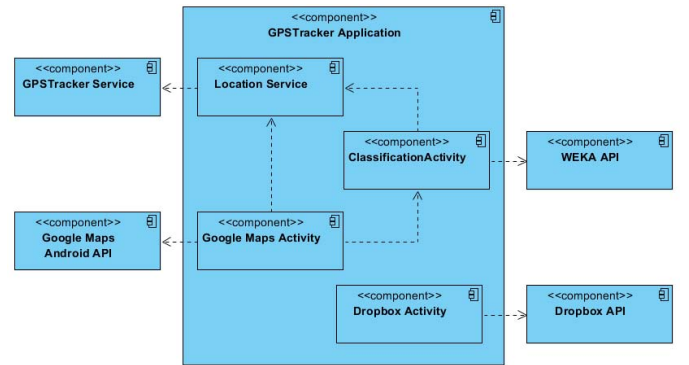 <<component>>
GPSTracker Application
<<component>>
GPSTracker Service
<<component>>
Location Service
<<component>>
ClassificationActivity
<<component>>
WEKA API
<<component>>
Google Maps
Android API
<<component>>
Google Maps Activity
<<component>>
Dropbox Activity
<<component>>
Dropbox API